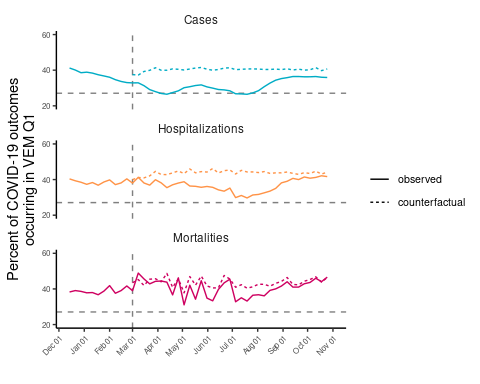 Cases
60
40
20
Hospitalizations
60
40
20
Mortalities
60
40
20
Percent of COVID-19 outcomes
occurring in VEM Q1
observed
counterfactual
Dec 01
Jan 01
Feb 01
Mar 01
Apr 01
May 01
Jun 01
Jul 01
Aug 01
Sep 01
Oct 01
Nov 01